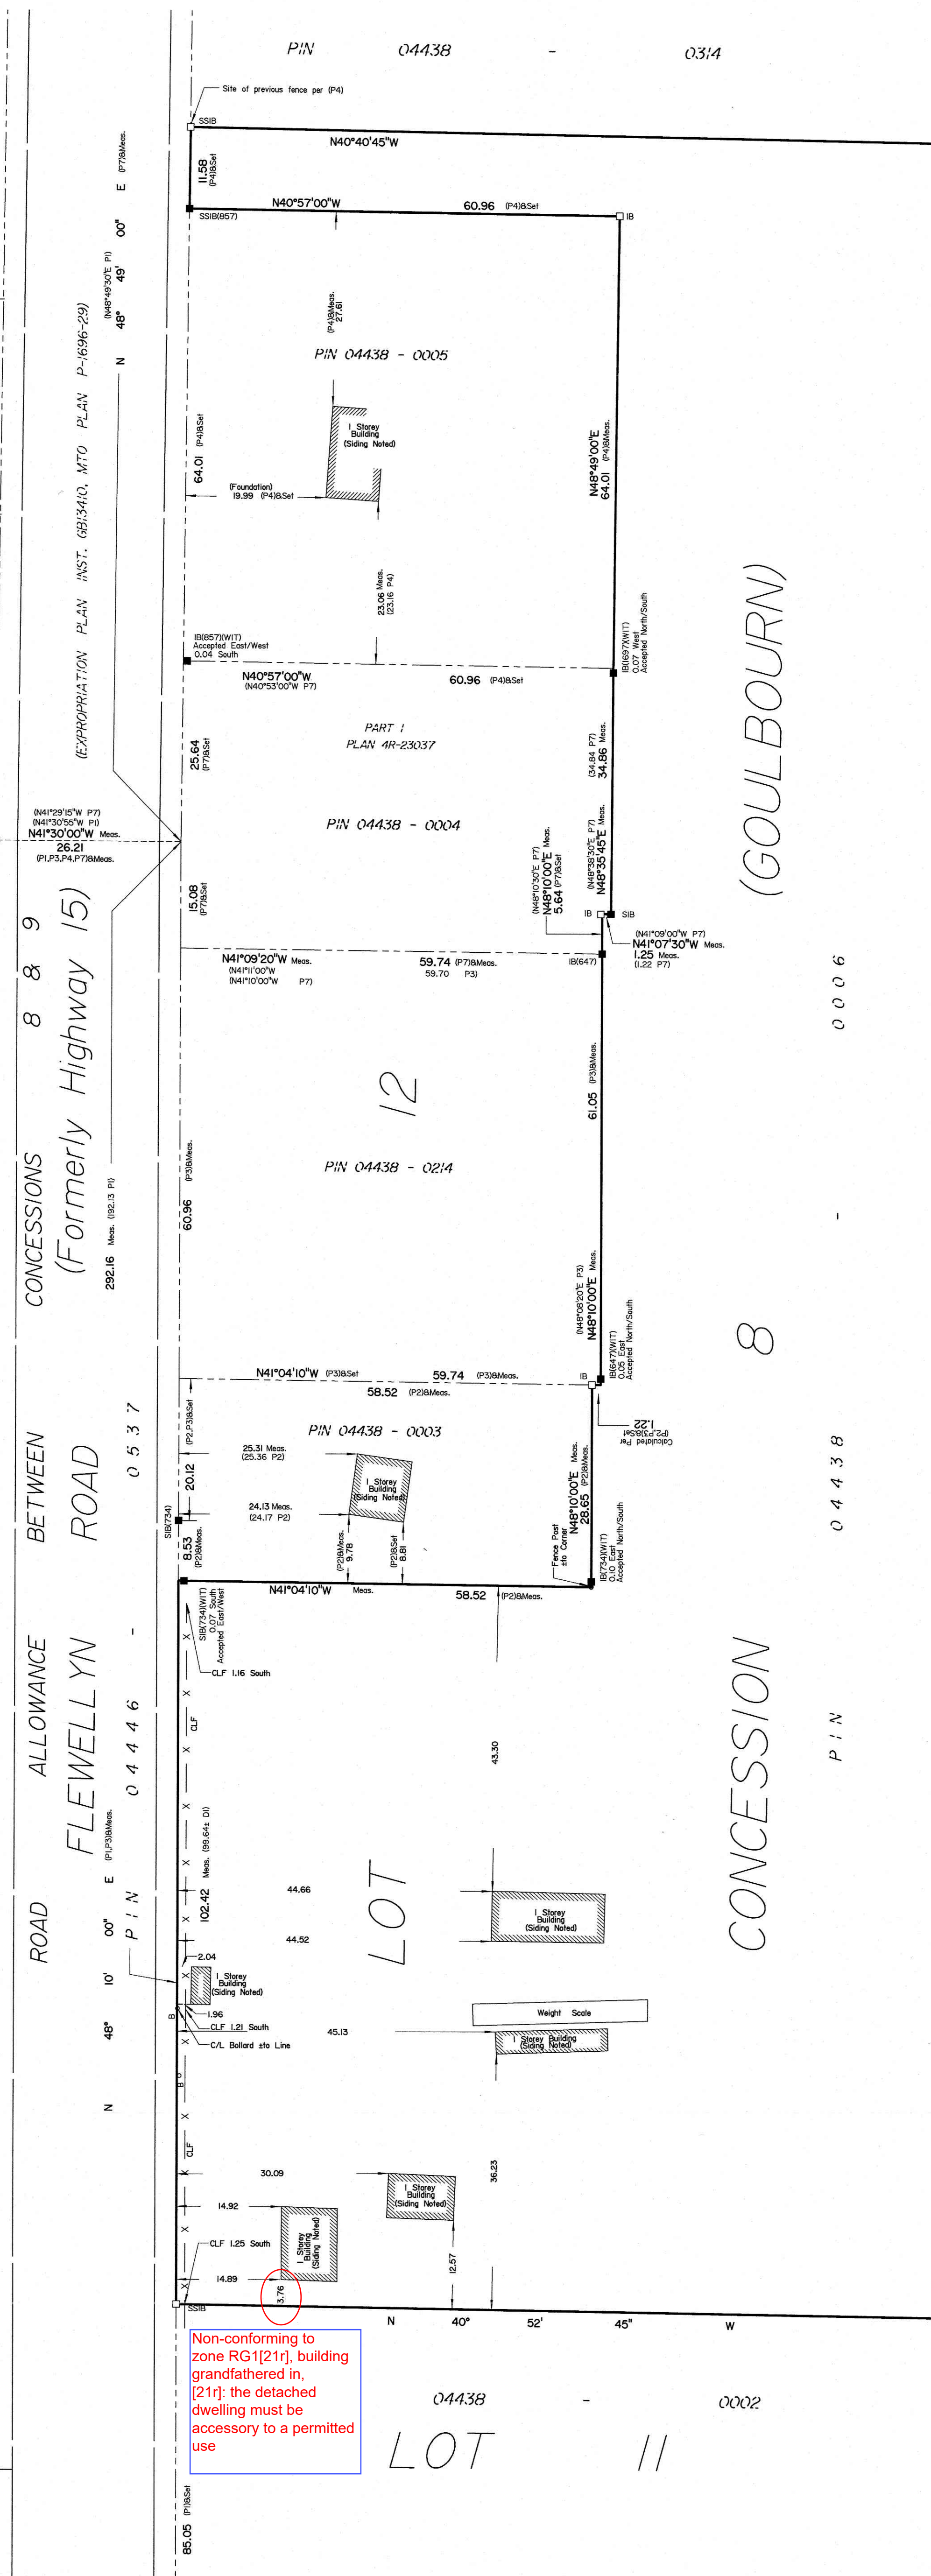 PIN 04438 - 0314
Site of previous fence per (P4)
SSIB
N40°40'45"W
11.58
(P4)&Set
N40°57'00"W
60.96 (P4)&Set
SSIB(857)
IB
N 48° 49' 00" E (P7)&Meas.
(N48°49'30"E P1)
(EXPROPRIATION PLAN INST. GB13410, MTO PLAN P-1696-29)
(P4)&Meas.
27.61
PIN 04438 - 0005
1 Storey
Building
(Siding Noted)
64.01 (P4)&Set
(Foundation)
19.99 (P4)&Set
N48°49'00"E
64.01 (P4)&Meas.
23.06 Meas.
(23.16 P4)
IB(857)(WIT)
Accepted East/West
0.04 South
IB(1697)(WIT)
0.07 West
Accepted North/South
N40°57'00"W
(N40°53'00"W P7)
60.96 (P4)&Set
PART 1
PLAN 4R-23037
25.64
(P7)&Set
(34.84 P7)
34.86 Meas.
(N41°29'15"W P7)
(N41°30'55"W P1)
N41°30'00"W Meas.
26.21
(P1,P3,P4,P7)&Meas.
PIN 04438 - 0004
(N48°38'30"E P7)
N48°35'45"E Meas.
(N48°10'30"E P7)
N48°10'00"E
5.64 (P7)&Set
15.08
(P7)&Set
IB
SIB
(N41°09'00"W P7)
N41°07'30"W Meas.
1.25 Meas.
(1.22 P7)
N41°09'20"W Meas.
(N41°11'00"W
(N41°10'00"W P7)
59.74 (P7)&Meas.
59.70 P3)
IB(647)
(GOULBOURN)
12
61.05 (P3)&Meas.
PIN 04438 - 0214
60.96 (P3)&Meas.
292.16 Meas. (192.13 P1)
(N48°08'20"E P3)
N48°10'00"E Meas.
IB(647)(WIT)
0.05 East
Accepted North/South
N41°04'10"W (P3)&Set
59.74 (P3)&Meas.
58.52 (P2)&Meas.
IB
1.22
(P2,P3)&Set
Calculated Per
PIN 04438 - 0003
20.12 (P2,P3)&Set
25.31 Meas.
(25.36 P2)
1 Storey
Building
(Siding Noted)
24.13 Meas.
(24.17 P2)
SIB(734)
8.53
(P2)&Meas.
(P2)&Meas.
9.78
(P2)&Set
8.81
N48°10'00"E Meas.
28.65 (P2)&Meas.
Fence Post
±to Corner
IB(734)(WIT)
0.10 East
Accepted North/South
N41°04'10"W Meas.
58.52 (P2)&Meas.
SIB(734)(WIT)
0.07 South
Accepted East/West
CLF 1.16 South
CLF
43.30
102.42 Meas. (99.64± D1)
ROAD ALLOWANCE BETWEEN CONCESSIONS 8 & 9
FLEWELLYN ROAD (Formerly Highway 15)
PIN 04446 - 0537
N 48° 10' 00" E (P1,P3)&Meas.
LOT
CONCESSION 8
PIN 04438 - 0006
44.66
1 Storey
Building
(Siding Noted)
44.52
2.04
1 Storey
Building
(Siding Noted)
1.96
CLF 1.21 South
B
C/L Bollard ±to Line
45.13
Weight Scale
1 Storey Building
(Siding Noted)
B
CLF
36.23
30.09
1 Storey
Building
(Siding Noted)
14.92
1 Storey
Building
(Siding Noted)
12.57
CLF 1.25 South
14.89
3.76
SSIB
N 40° 52' 45" W
Non-conforming to
zone RG1[21r], building
grandfathered in,
[21r]: the detached
dwelling must be
accessory to a permitted
use
04438 - 0002
LOT 11
85.05 (P1)&Set